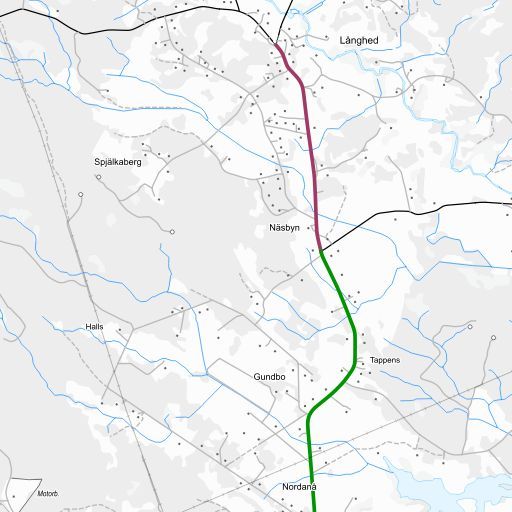 Långhed
Spjälkaberg
Näsbyn
Halls
Tappens
Gundbo
Nordanå
Motorb.